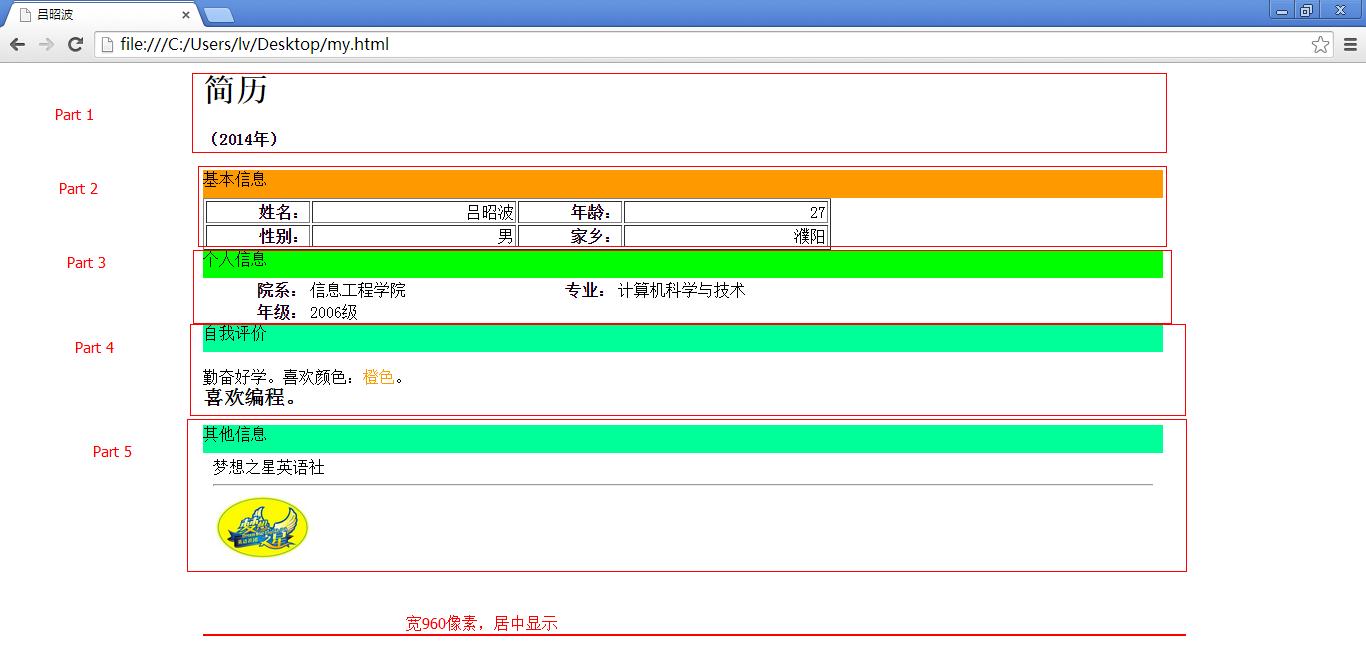 吕昭波
file:///C:/Users/lv/Desktop/my.html
Part 1
简历
（2014年）
Part 2
基本信息
姓名： 吕昭波 年龄： 27
性别： 男 家乡： 濮阳
Part 3
个人信息
院系： 信息工程学院 专业： 计算机科学与技术
年级： 2006级
Part 4
自我评价
勤奋好学。喜欢颜色：橙色。
喜欢编程。
Part 5
其他信息
梦想之星英语社
梦想
之星
宽960像素，居中显示